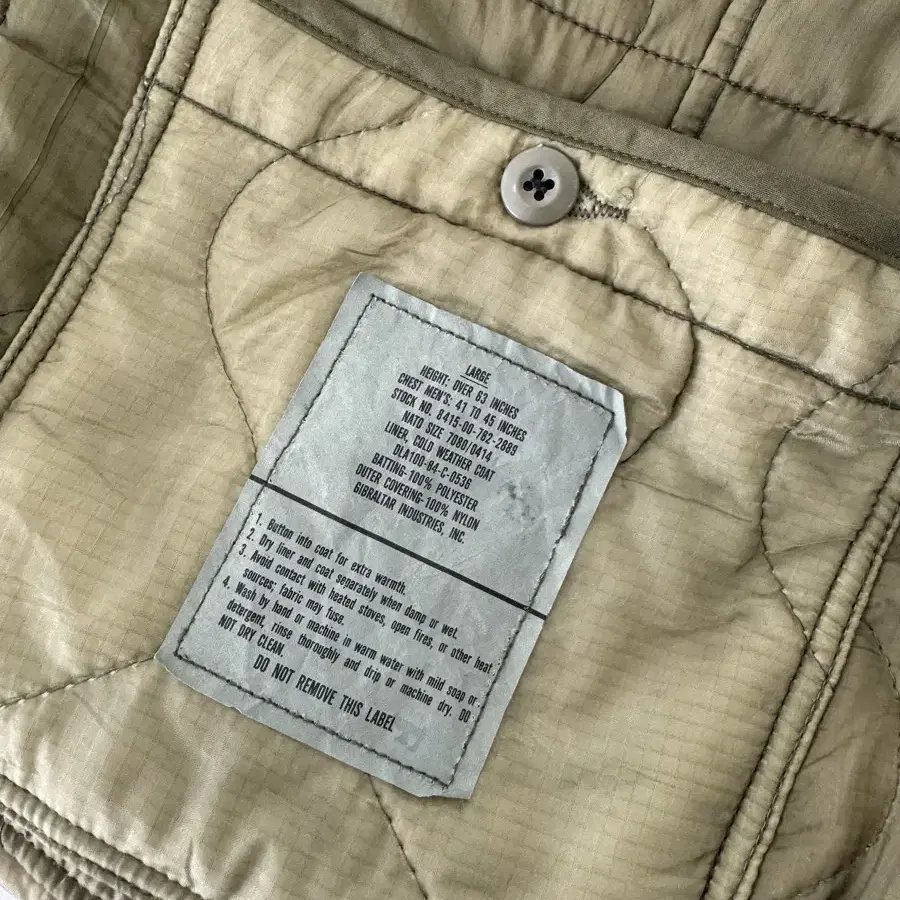 LARGE
HEIGHT: OVER 63 INCHES
CHEST MEN'S: 41 TO 45 INCHES
STOCK NO. 8415-00-782-2889
NATO SIZE 7080/0414
LINER, COLD WEATHER COAT
DLA100-84-C-0536
BATTING-100% POLYESTER
OUTER COVERING-100% NYLON
GIBRALTAR INDUSTRIES, INC.
1. Button into coat for extra warmth.
2. Dry liner and coat separately when damp or wet.
3. Avoid contact with heated stoves, open fires, or other heat
sources; fabric may fuse.
4. Wash by hand or machine in warm water with mild soap or
detergent, rinse thoroughly and drip or machine dry. DO
NOT DRY CLEAN.
DO NOT REMOVE THIS LABEL